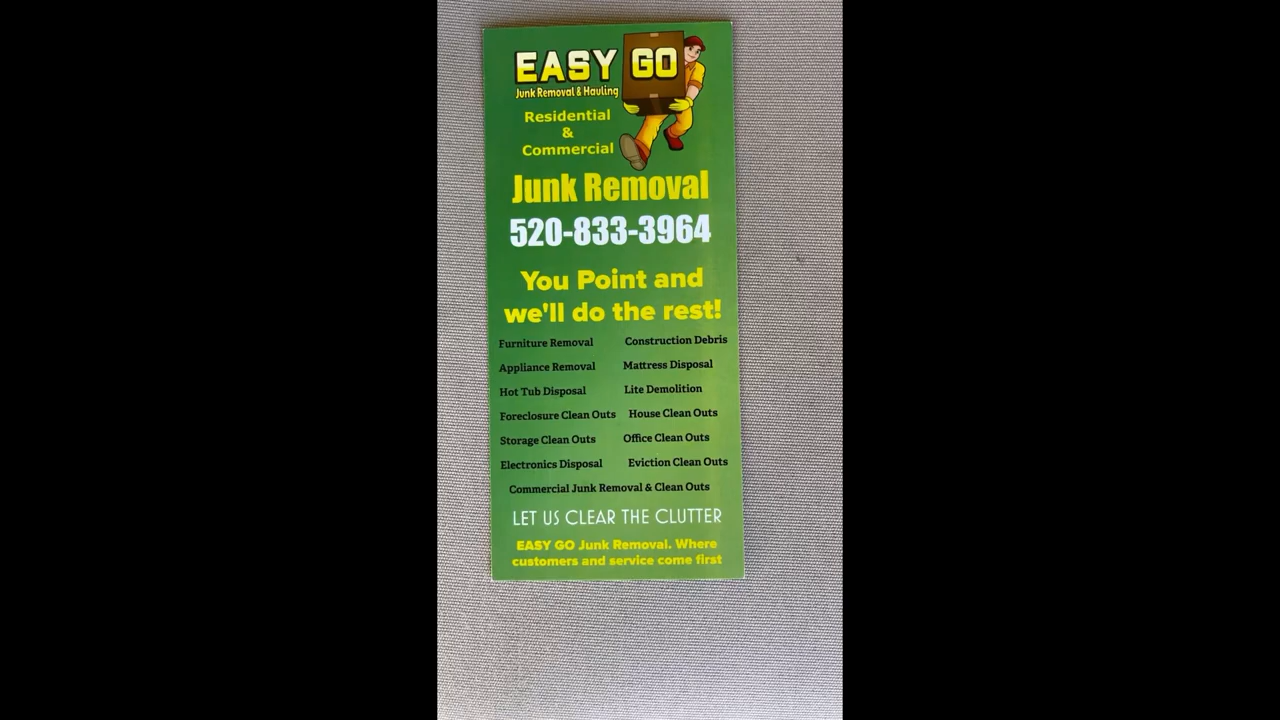 EASY GO
Junk Removal & Hauling
Residential
&
Commercial
Junk Removal
520-833-3964
You Point and
we'll do the rest!
Furniture Removal Construction Debris
Appliance Removal Mattress Disposal
Hot Tub Disposal Lite Demolition
Foreclosure Clean Outs House Clean Outs
Storage Clean Outs Office Clean Outs
Electronics Disposal Eviction Clean Outs
Commercial Junk Removal & Clean Outs
LET US CLEAR THE CLUTTER
EASY GO Junk Removal. Where
customers and service come first